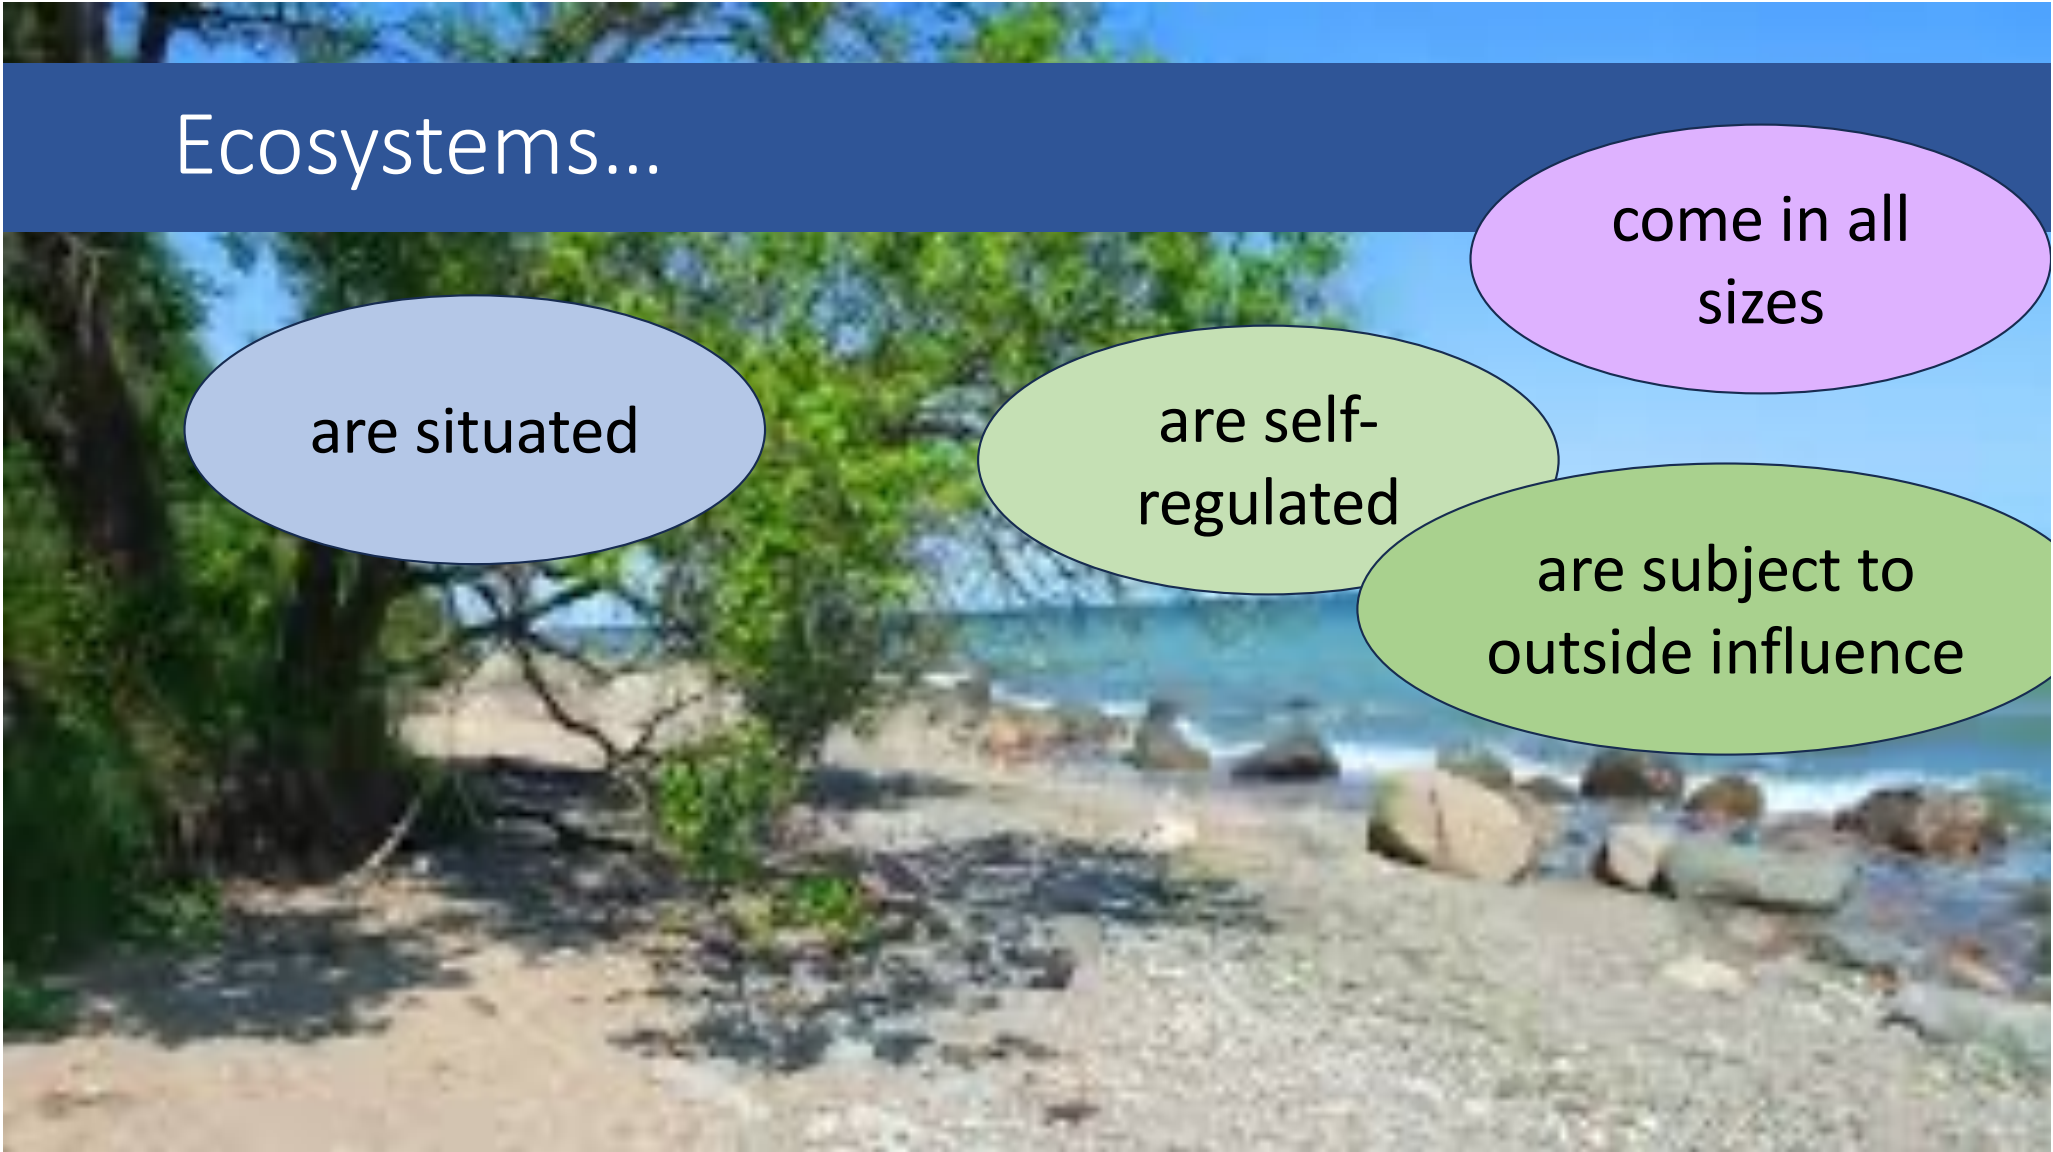 Ecosystems...
come in all
sizes
are situated
are self-
regulated
are subject to
outside influence